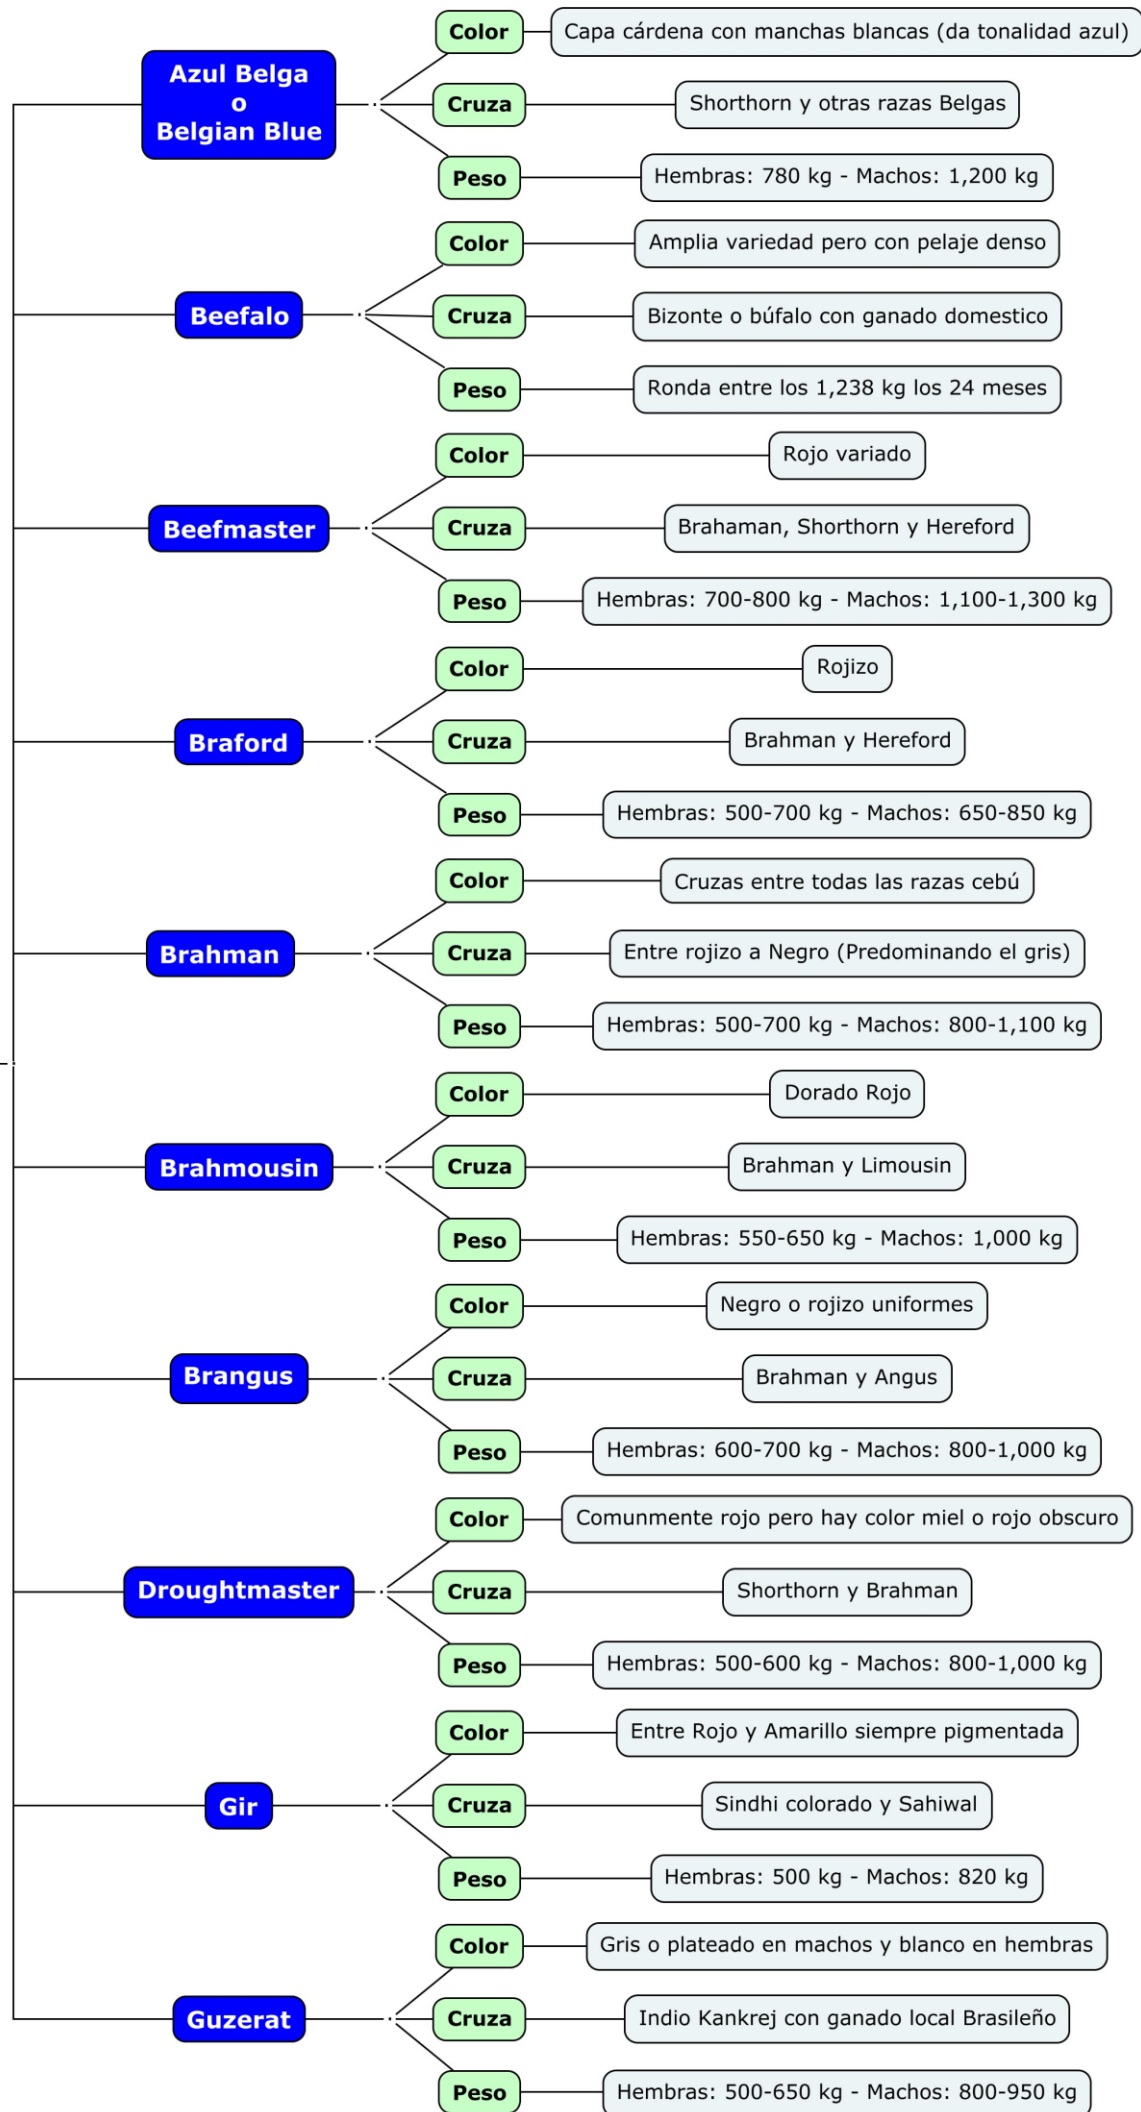 Azul Belga
o
Belgian Blue
Color
Capa cárdena con manchas blancas (da tonalidad azul)
Cruza
Shorthorn y otras razas Belgas
Peso
Hembras: 780 kg - Machos: 1,200 kg
Beefalo
Color
Amplia variedad pero con pelaje denso
Cruza
Bizonte o búfalo con ganado domestico
Peso
Ronda entre los 1,238 kg los 24 meses
Beefmaster
Color
Rojo variado
Cruza
Brahaman, Shorthorn y Hereford
Peso
Hembras: 700-800 kg - Machos: 1,100-1,300 kg
Braford
Color
Rojizo
Cruza
Brahman y Hereford
Peso
Hembras: 500-700 kg - Machos: 650-850 kg
Brahman
Color
Cruzas entre todas las razas cebú
Cruza
Entre rojizo a Negro (Predominando el gris)
Peso
Hembras: 500-700 kg - Machos: 800-1,100 kg
Brahmousin
Color
Dorado Rojo
Cruza
Brahman y Limousin
Peso
Hembras: 550-650 kg - Machos: 1,000 kg
Brangus
Color
Negro o rojizo uniformes
Cruza
Brahman y Angus
Peso
Hembras: 600-700 kg - Machos: 800-1,000 kg
Droughtmaster
Color
Comunmente rojo pero hay color miel o rojo obscuro
Cruza
Shorthorn y Brahman
Peso
Hembras: 500-600 kg - Machos: 800-1,000 kg
Gir
Color
Entre Rojo y Amarillo siempre pigmentada
Cruza
Sindhi colorado y Sahiwal
Peso
Hembras: 500 kg - Machos: 820 kg
Guzerat
Color
Gris o plateado en machos y blanco en hembras
Cruza
Indio Kankrej con ganado local Brasileño
Peso
Hembras: 500-650 kg - Machos: 800-950 kg